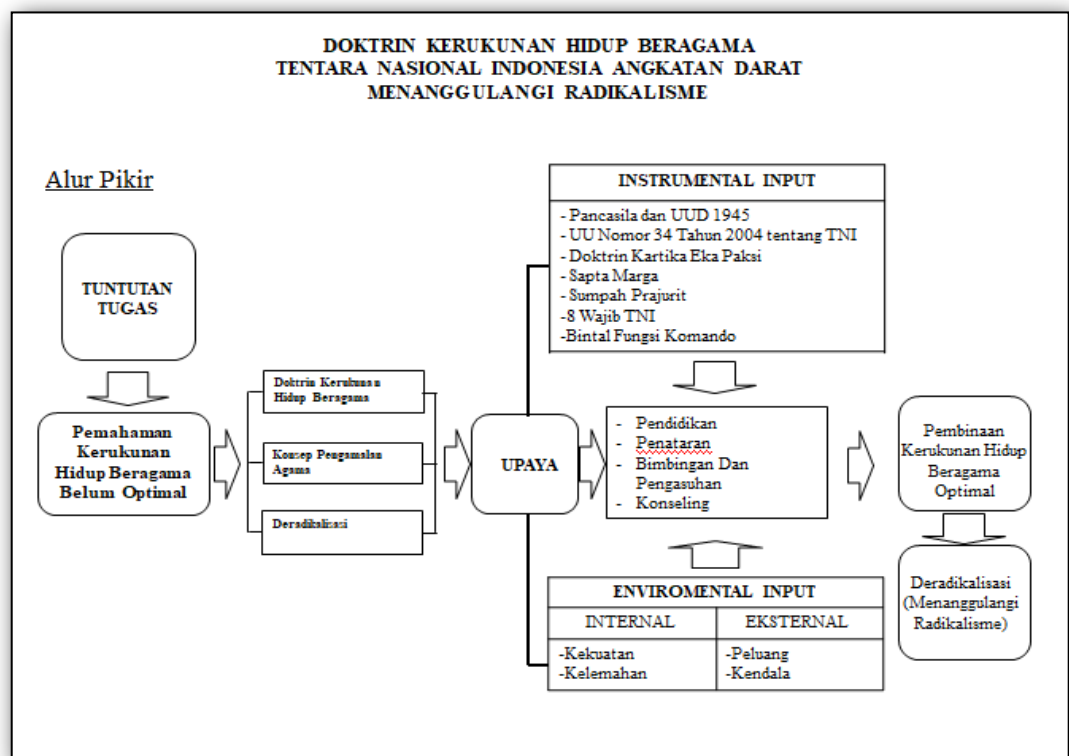 DOKTRIN KERUKUNAN HIDUP BERAGAMA
TENTARA NASIONAL INDONESIA ANGKATAN DARAT
MENANGGULANGI RADIKALISME
Alur Pikir
TUNTUTAN
TUGAS
Pemahaman
Kerukunan
Hidup Beragama
Belum Optimal
Doktrin Kerukunan
Hidup Beragama
Konsep Pengamalan
Agama
Deradikalisasi
UPAYA
INSTRUMENTAL INPUT
- Pancasila dan UUD 1945
- UU Nomor 34 Tahun 2004 tentang TNI
- Doktrin Kartika Eka Paksi
- Sapta Marga
- Sumpah Prajurit
-8 Wajib TNI
-Bintal Fungsi Komando
- Pendidikan
- Penataran
- Bimbingan Dan
Pengasuhan
- Konseling
ENVIROMENTAL INPUT
INTERNAL
EKSTERNAL
-Kekuatan
-Kelemahan
-Peluang
-Kendala
Pembinaan
Kerukunan Hidup
Beragama
Optimal
Deradikalisasi
(Menanggulangi
Radikalisme)